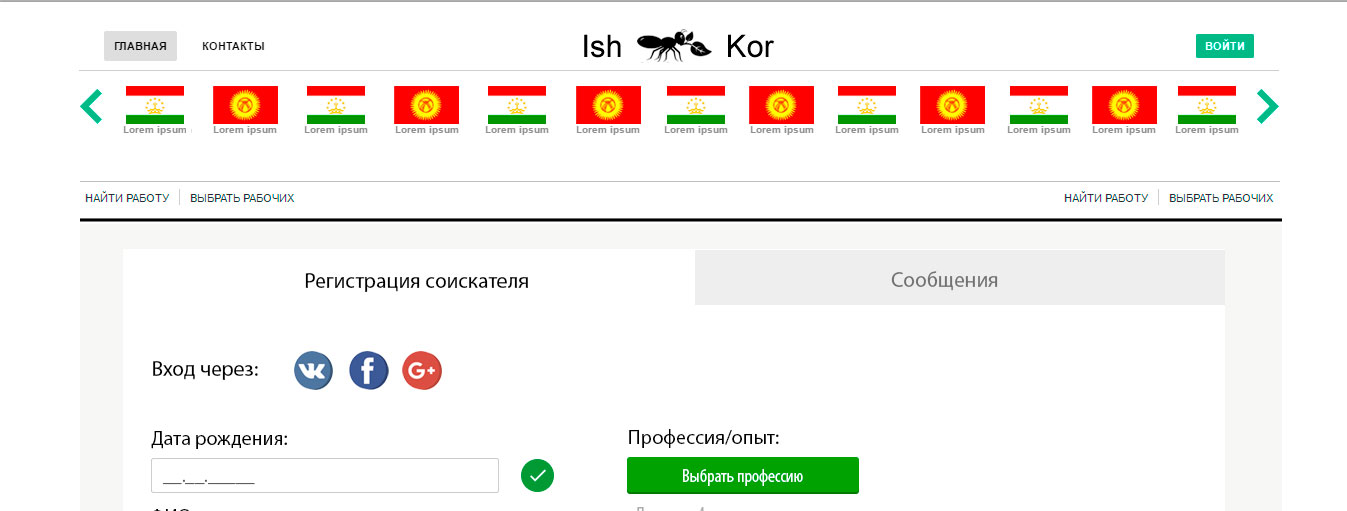 ГЛАВНАЯ КОНТАКТЫ Ish Kor ВОЙТИ
Lorem ipsum Lorem ipsum Lorem ipsum Lorem ipsum Lorem ipsum Lorem ipsum Lorem ipsum Lorem ipsum Lorem ipsum Lorem ipsum Lorem ipsum Lorem ipsum Lorem ipsum
НАЙТИ РАБОТУ ВЫБРАТЬ РАБОЧИХ НАЙТИ РАБОТУ ВЫБРАТЬ РАБОЧИХ
Регистрация соискателя Сообщения
Вход через: G+
Дата рождения: Профессия/опыт:
__.__._____ Выбрать профессию